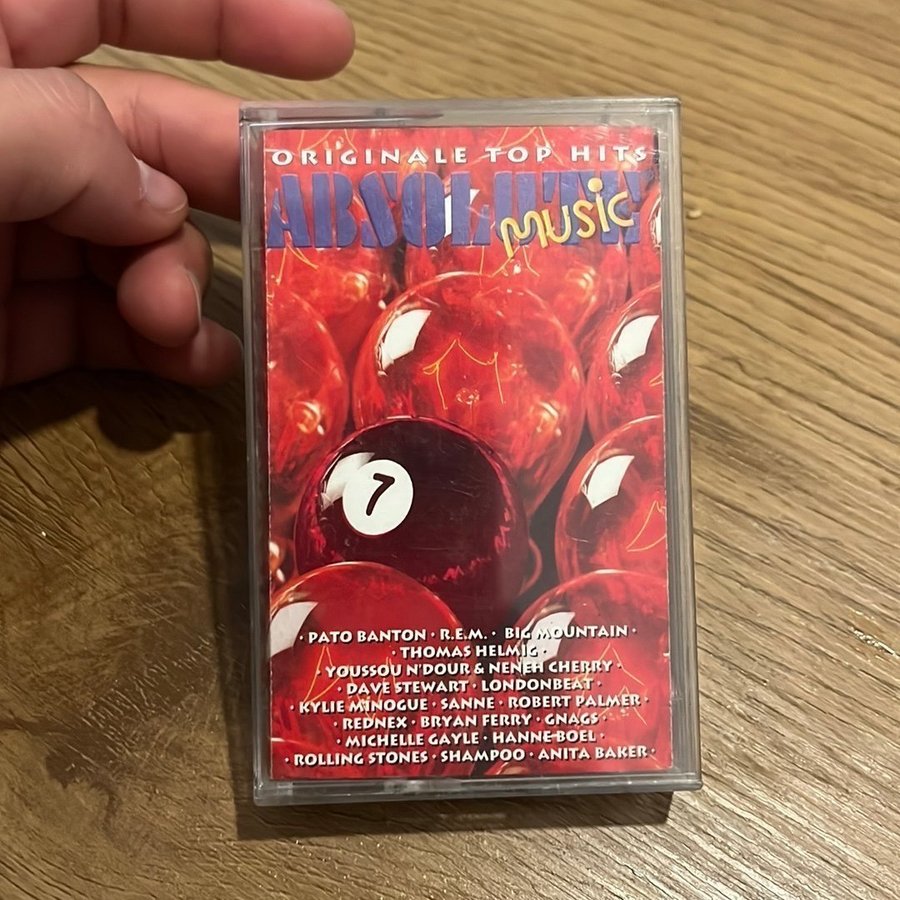 ORIGINALE TOP HITS
ABSOLUTE
MUSIC
7
· PATO BANTON · R.E.M. · BIG MOUNTAIN ·
· THOMAS HELMIG ·
· YOUSSOU N'DOUR & NENEH CHERRY ·
· DAVE STEWART · LONDONBEAT ·
· KYLIE MINOGUE · SANNE · ROBERT PALMER ·
· REDNEX · BRYAN FERRY · GNAGS ·
· MICHELLE GAYLE · HANNE BOEL ·
· ROLLING STONES · SHAMPOO · ANITA BAKER ·